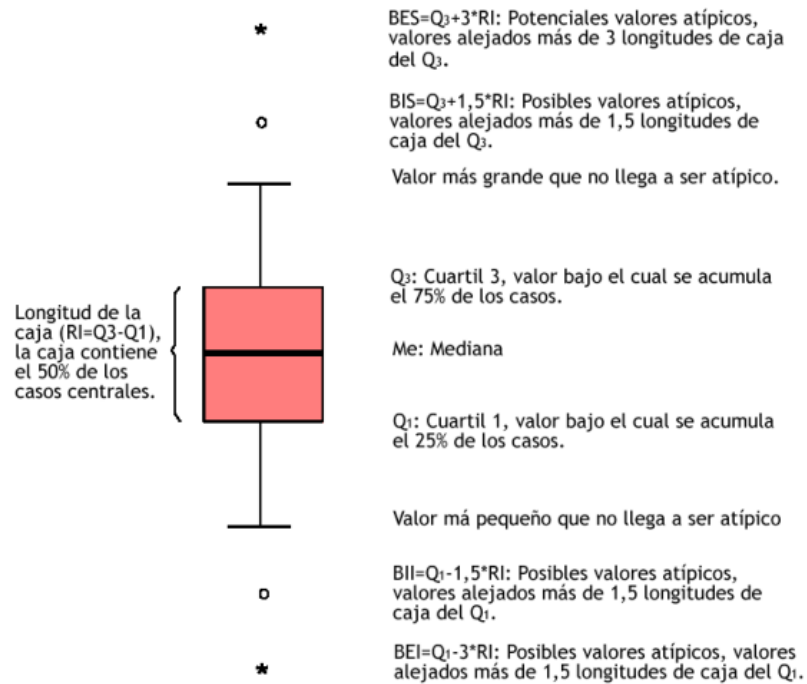 BES=Q₃+3*RI: Potenciales valores atípicos,
valores alejados más de 3 longitudes de caja
del Q₃.
BIS=Q₃+1,5*RI: Posibles valores atípicos,
valores alejados más de 1,5 longitudes de
caja del Q₃.
Valor más grande que no llega a ser atípico.
Q₃: Cuartil 3, valor bajo el cual se acumula
el 75% de los casos.
Longitud de la
caja (RI=Q3-Q1),
la caja contiene
el 50% de los
casos centrales.
Me: Mediana
Q₁: Cuartil 1, valor bajo el cual se acumula
el 25% de los casos.
Valor má pequeño que no llega a ser atípico
BII=Q₁-1,5*RI: Posibles valores atípicos,
valores alejados más de 1,5 longitudes de
caja del Q₁.
BEI=Q₁-3*RI: Posibles valores atípicos, valores
alejados más de 1,5 longitudes de caja del Q₁.